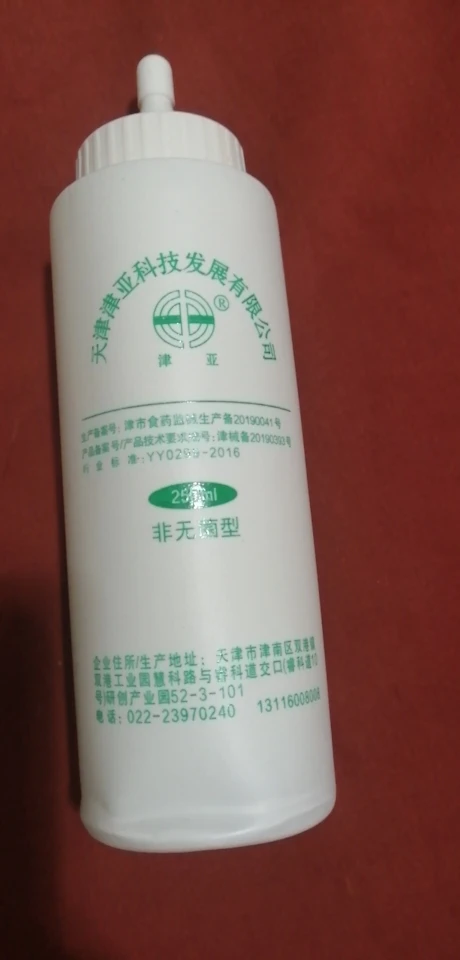 天津津亚科技发展有限公司
®
津 亚
生产备案号：津市食药监械生产备20190041号
产品备案号/产品技术要求编号：津械备20190393号
行 业 标 准：YY0299-2016
250ml
非无菌型
企业住所/生产地址：天津市津南区双港镇
双港工业园慧科路与睿科道交口(睿科道10
号)研创产业园52-3-101
电话：022-23970240 13116008008